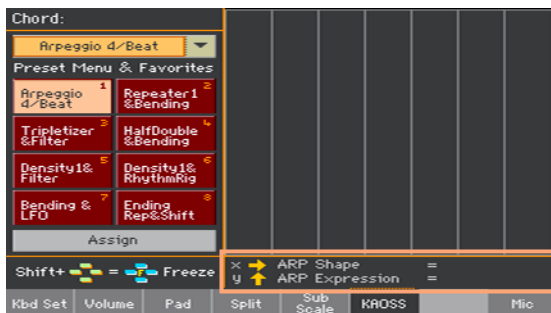 Chord:
Arpeggio 4/Beat
Preset Menu & Favorites
Arpeggio 1
4/Beat
Repeater1 2
&Bending
Tripletizer 3
&Filter
HalfDouble 4
&Bending
Density1& 5
Filter
Density1& 6
RhythmRig
Bending & 7
LFO
Ending 8
Rep&Shift
Assign
Shift+ = F Freeze
x ARP Shape =
y ARP Expression =
Kbd Set Volume Pad Split Sub Scale KAOSS Mic